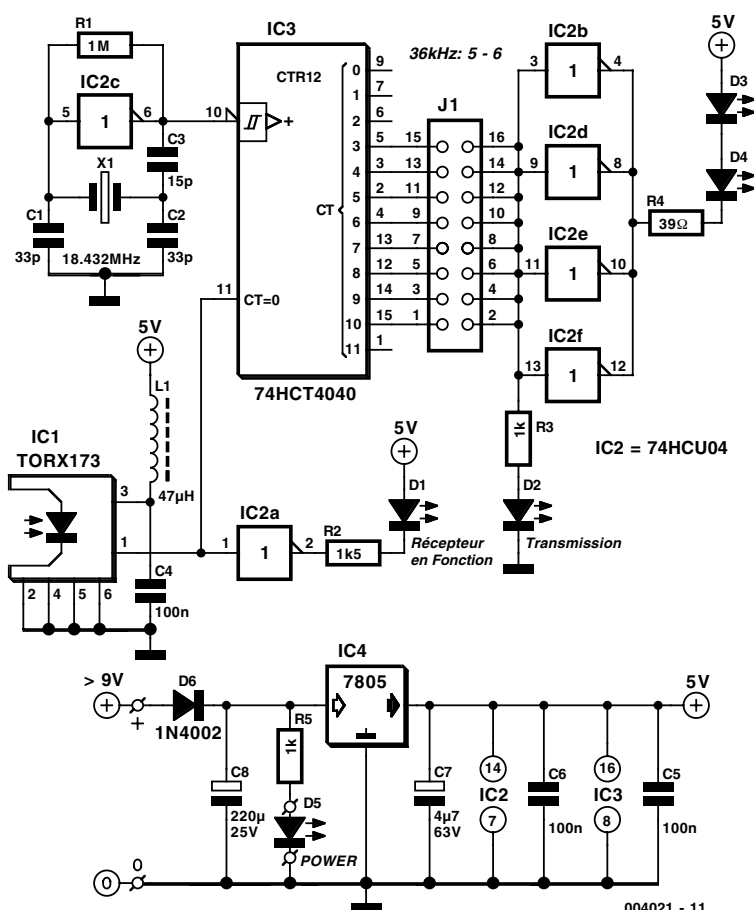 R1
1M
IC2c
5
1
6
X1
C3
15p
C1
33p
C2
33p
18.432MHz
IC3
CTR12
10
+
11
CT=0
CT
0
9
1
7
2
6
3
5
4
3
5
2
6
4
7
13
8
12
9
14
10
15
11
1
74HCT4040
36kHz: 5 - 6
J1
15
16
13
14
11
12
9
10
7
8
5
6
3
4
1
2
IC2b
3
1
4
IC2d
9
1
8
IC2e
11
1
10
IC2f
13
1
12
R4
39Ω
5V
+
D3
D4
R3
1k
IC2 = 74HCU04
D2
Transmission
5V
+
L1
47µH
IC1
TORX173
3
1
2
4
5
6
C4
100n
IC2a
1
1
2
R2
1k5
5V
+
D1
Récepteur
en Fonction
> 9V
+
+
D6
1N4002
IC4
7805
5V
+
R5
1k
C8
220µ
25V
D5
POWER
C7
4µ7
63V
14
IC2
7
C6
100n
16
IC3
8
C5
100n
0
0
004021 - 11